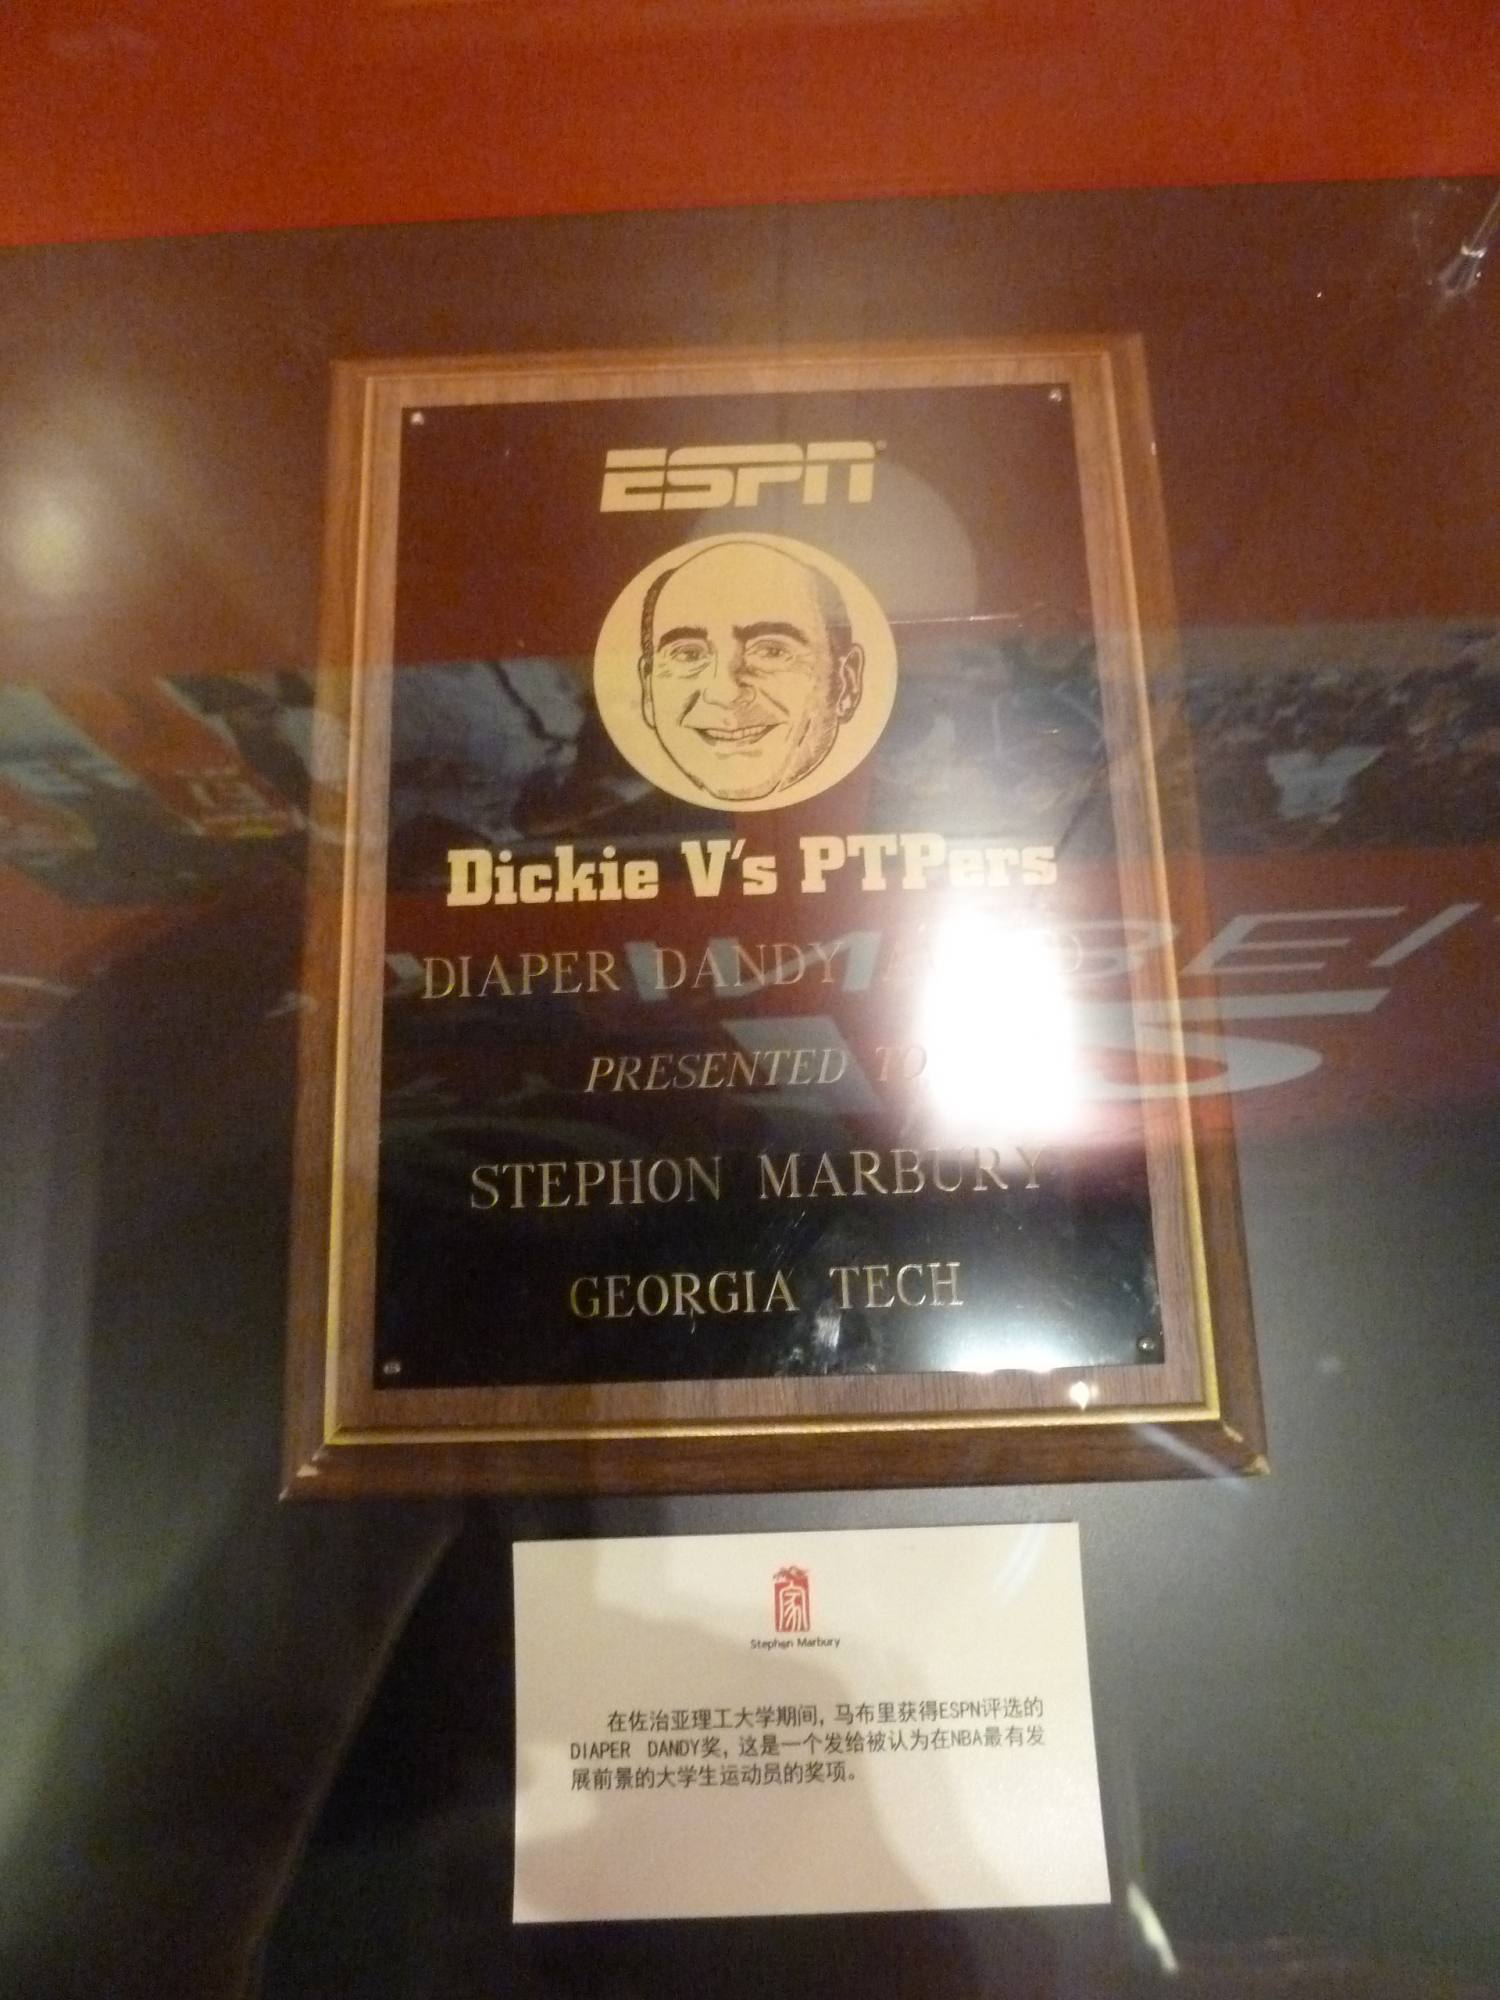 ESPN
Dickie V's PTPers
DIAPER DANDY
PRESENTED TO
STEPHON MARBURY
GEORGIA TECH
家
Stephon Marbury
在佐治亚理工大学期间,马布里获得ESPN评选的
DIAPER DANDY奖,这是一个发给被认为在NBA最有发
展前景的大学生运动员的奖项。